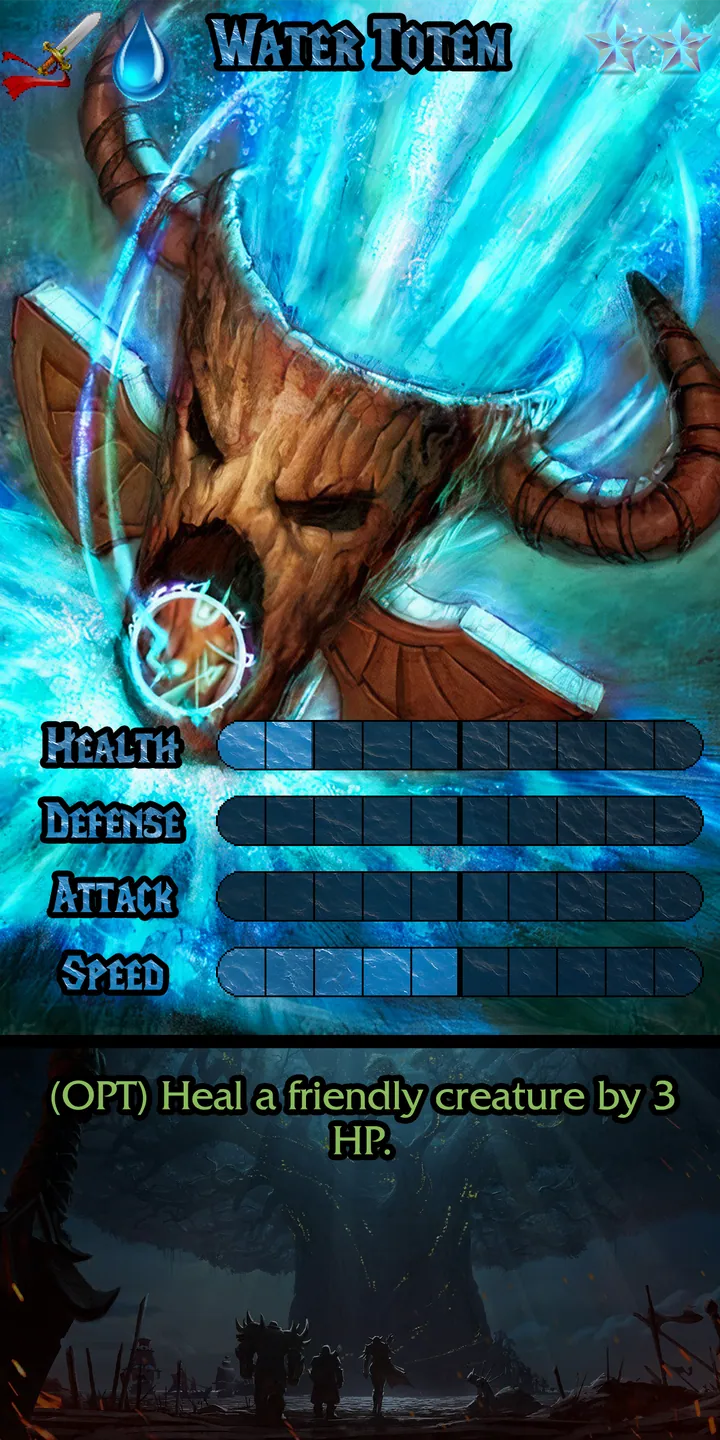 Water Totem
Health
Defense
Attack
Speed
(OPT) Heal a friendly creature by 3
HP.